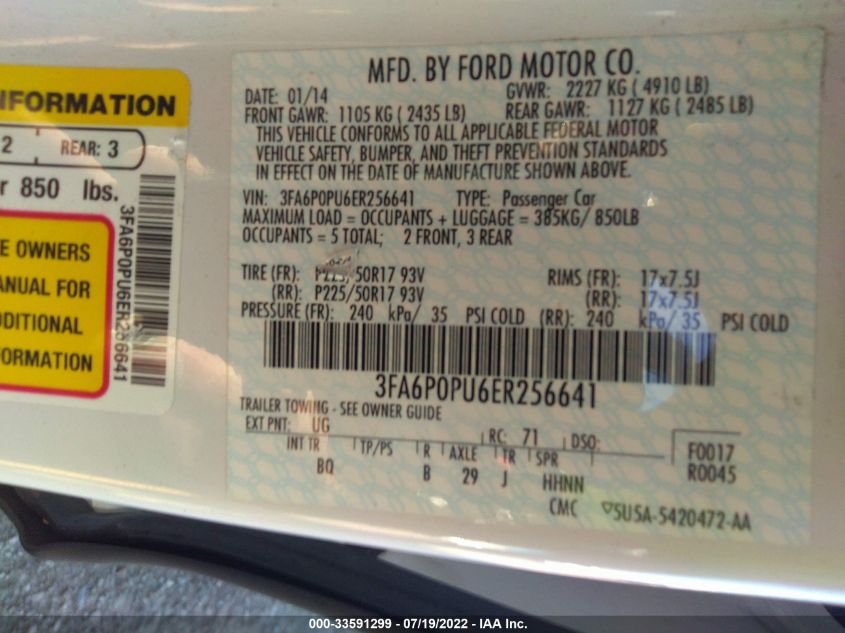 INFORMATION
2 REAR: 3
r 850 lbs.
E OWNERS
ANUAL FOR
DDITIONAL
FORMATION
3FA6P0PU6ER256641
MFD. BY FORD MOTOR CO.
DATE: 01/14 GVWR: 2227 KG ( 4910 LB)
FRONT GAWR: 1105 KG ( 2435 LB) REAR GAWR: 1127 KG ( 2485 LB)
THIS VEHICLE CONFORMS TO ALL APPLICABLE FEDERAL MOTOR
VEHICLE SAFETY, BUMPER, AND THEFT PREVENTION STANDARDS
IN EFFECT ON THE DATE OF MANUFACTURE SHOWN ABOVE.
VIN: 3FA6P0PU6ER256641 TYPE: Passenger Car
MAXIMUM LOAD = OCCUPANTS + LUGGAGE = 385KG/ 850LB
OCCUPANTS = 5 TOTAL; 2 FRONT, 3 REAR
TIRE (FR): P225/50R17 93V RIMS (FR): 17x7.5J
(RR): P225/50R17 93V (RR): 17x7.5J
PRESSURE (FR): 240 kPa/ 35 PSI COLD (RR): 240 kPa/ 35 PSI COLD
3FA6P0PU6ER256641
TRAILER TOWING - SEE OWNER GUIDE
EXT PNT: UG RC: 71 DSO:
INT TR TP/PS R AXLE TR SPR
BQ B 29 J HHNN
F0017
R0045
CMC 5U5A-5420472-AA
000-33591299 - 07/19/2022 - IAA Inc.